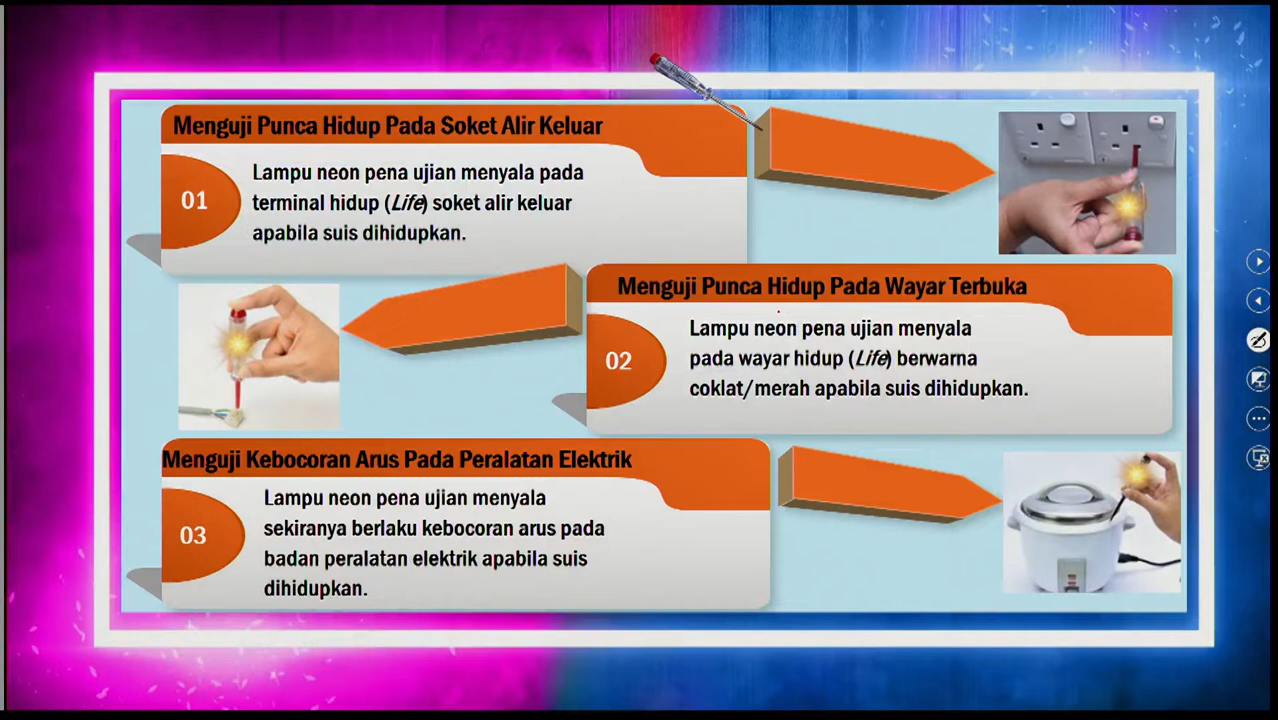 Menguji Punca Hidup Pada Soket Alir Keluar
01
Lampu neon pena ujian menyala pada
terminal hidup (Life) soket alir keluar
apabila suis dihidupkan.
Menguji Punca Hidup Pada Wayar Terbuka
02
Lampu neon pena ujian menyala
pada wayar hidup (Life) berwarna
coklat/merah apabila suis dihidupkan.
Menguji Kebocoran Arus Pada Peralatan Elektrik
03
Lampu neon pena ujian menyala
sekiranya berlaku kebocoran arus pada
badan peralatan elektrik apabila suis
dihidupkan.